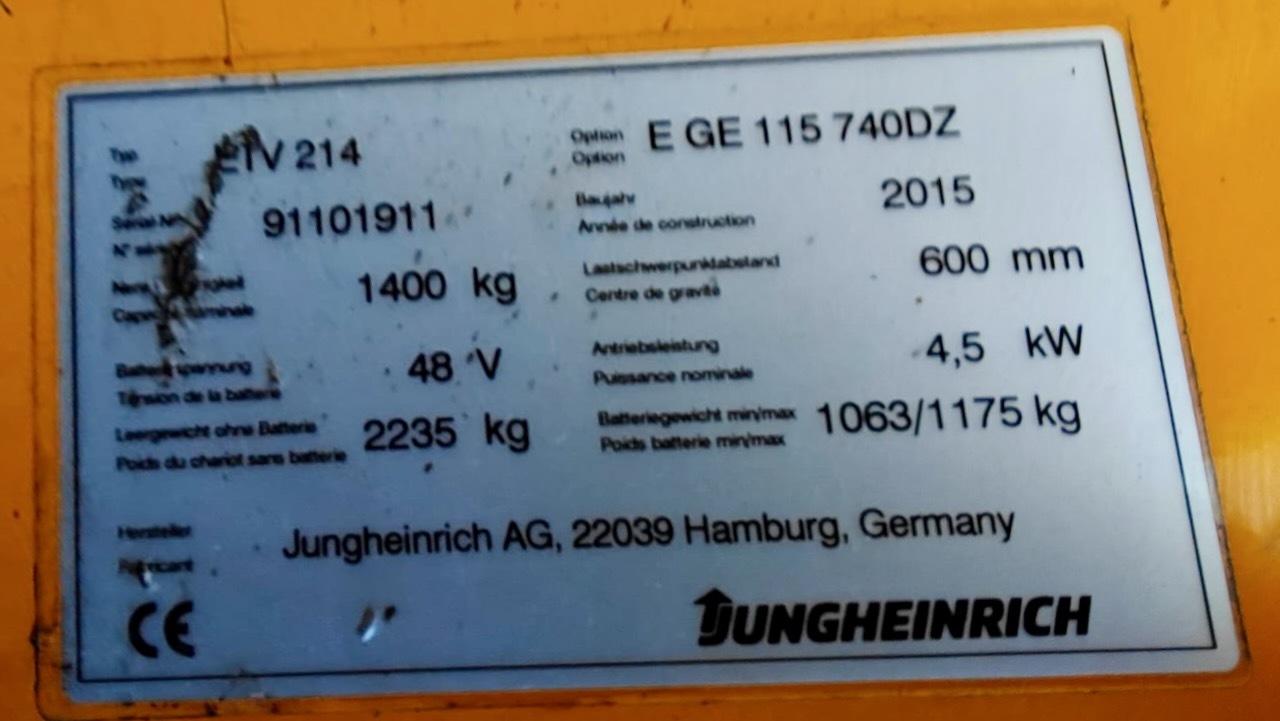 Typ
Type
ETV 214
Option
Option
E GE 115 740DZ
Serial-Nr.
N° série
91101911
Baujahr
Année de construction
2015
Capacité nominale
1400 kg
Lastschwerpunktabstand
Centre de gravité
600 mm
Batteriespannung
Tension de la batterie
48 V
Antriebsleistung
Puissance nominale
4,5 kW
Leergewicht ohne Batterie
Poids du chariot sans batterie
2235 kg
Batteriegewicht min/max
Poids batterie min/max
1063/1175 kg
Hersteller
Fabricant
Jungheinrich AG, 22039 Hamburg, Germany
CE
JUNGHEINRICH